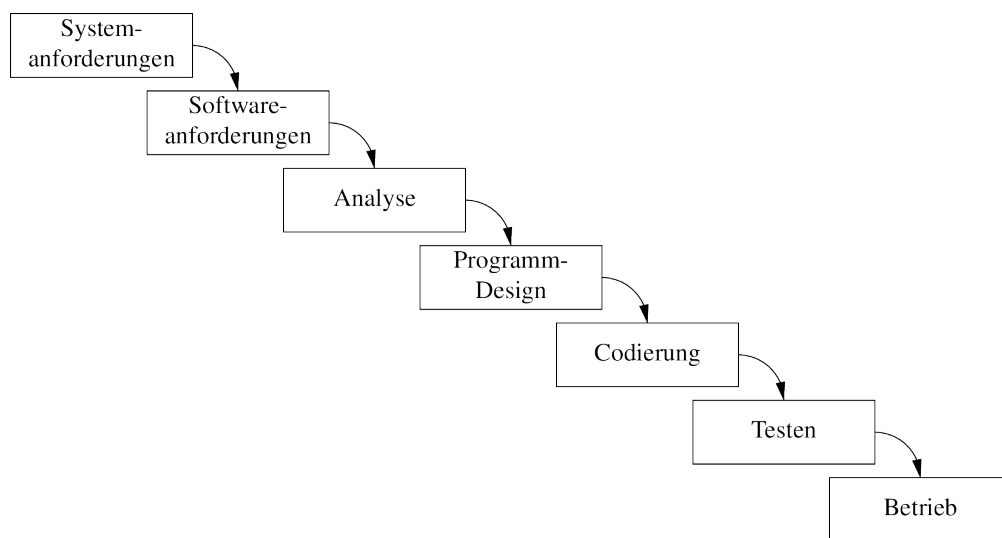 System-
anforderungen
Software-
anforderungen
Analyse
Programm-
Design
Codierung
Testen
Betrieb